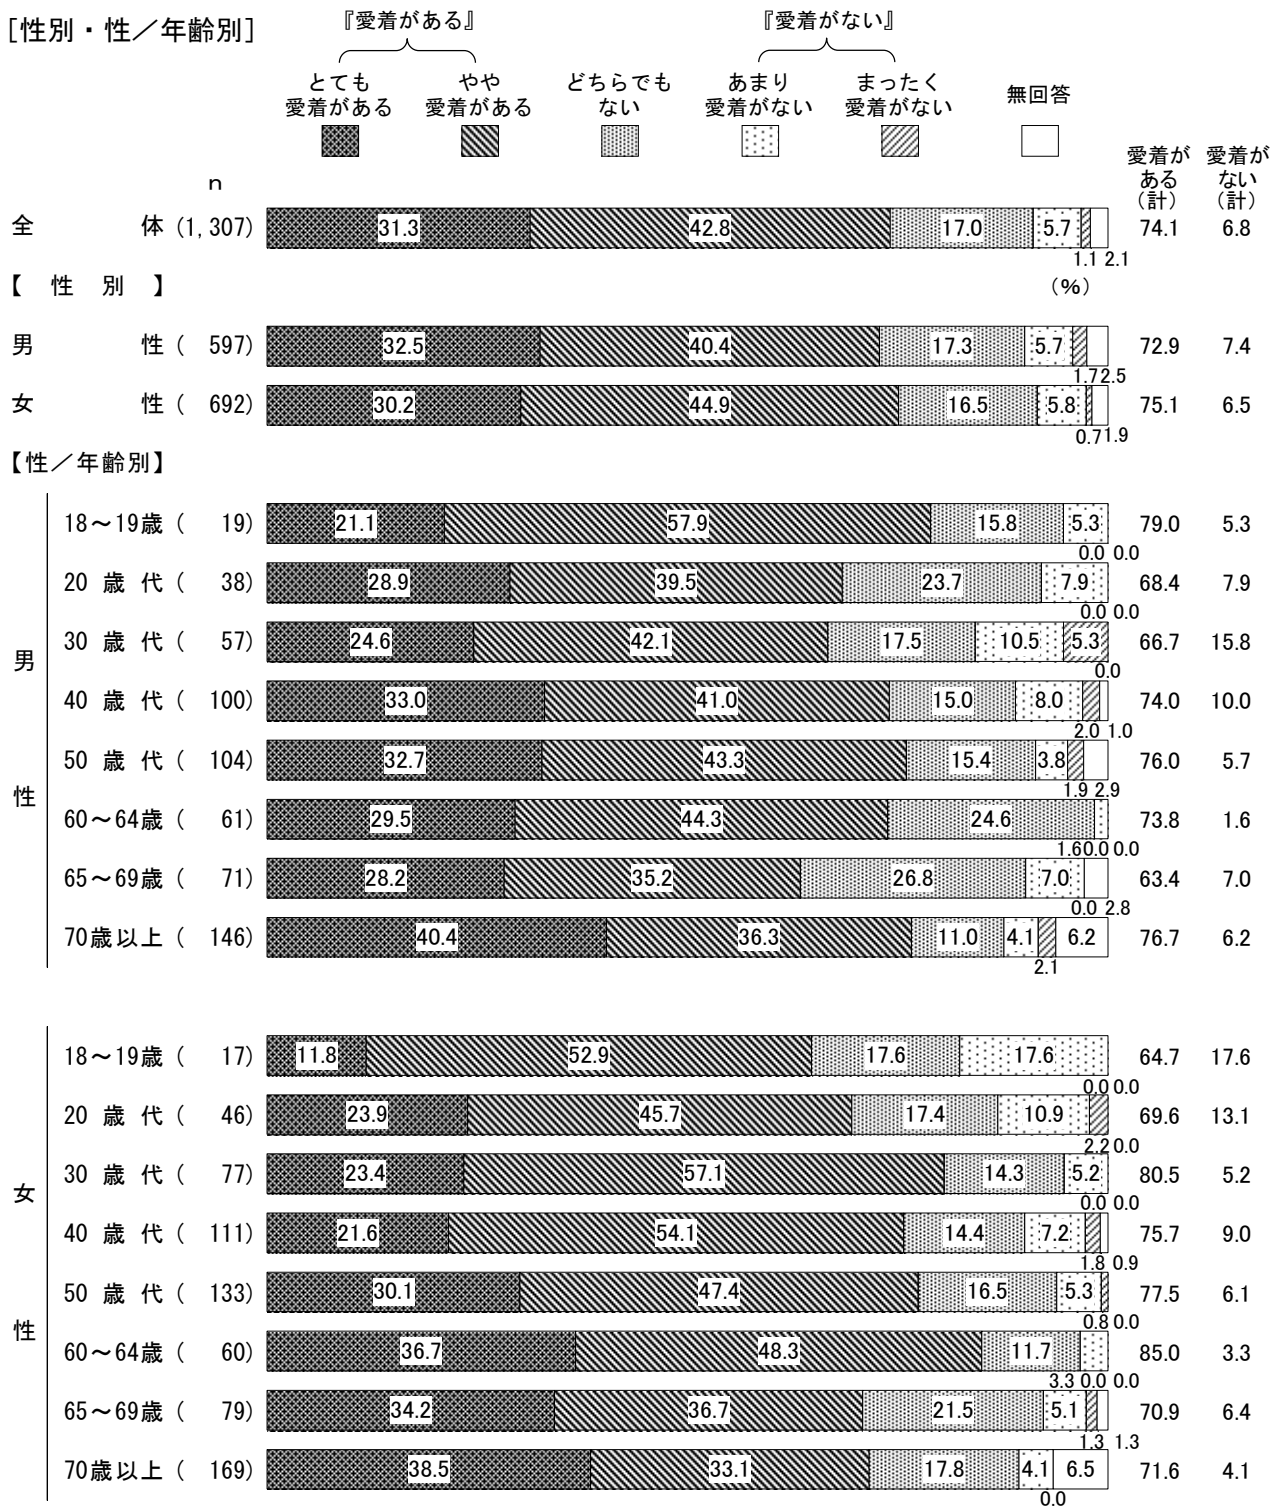 [性別・性／年齢別]
『愛着がある』 『愛着がない』
とても やや どちらでも あまり まったく 無回答
愛着がある 愛着がある ない 愛着がない 愛着がない
愛着が 愛着が
ある ない
(計) (計)
n
全体 (1,307) 31.3 42.8 17.0 5.7 74.1 6.8
1.1 2.1
【性別】 (％)
男性 ( 597) 32.5 40.4 17.3 5.7 72.9 7.4
1.7 2.5
女性 ( 692) 30.2 44.9 16.5 5.8 75.1 6.5
0.7 1.9
【性／年齢別】
男性
18～19歳 ( 19) 21.1 57.9 15.8 5.3 79.0 5.3
0.0 0.0
20歳代 ( 38) 28.9 39.5 23.7 7.9 68.4 7.9
0.0 0.0
30歳代 ( 57) 24.6 42.1 17.5 10.5 5.3 66.7 15.8
0.0
40歳代 ( 100) 33.0 41.0 15.0 8.0 74.0 10.0
2.0 1.0
50歳代 ( 104) 32.7 43.3 15.4 3.8 76.0 5.7
1.9 2.9
60～64歳 ( 61) 29.5 44.3 24.6 73.8 1.6
1.6 0.0 0.0
65～69歳 ( 71) 28.2 35.2 26.8 7.0 63.4 7.0
0.0 2.8
70歳以上 ( 146) 40.4 36.3 11.0 4.1 6.2 76.7 6.2
2.1
女性
18～19歳 ( 17) 11.8 52.9 17.6 17.6 64.7 17.6
0.0 0.0
20歳代 ( 46) 23.9 45.7 17.4 10.9 69.6 13.1
2.2 0.0
30歳代 ( 77) 23.4 57.1 14.3 5.2 80.5 5.2
0.0 0.0
40歳代 ( 111) 21.6 54.1 14.4 7.2 75.7 9.0
1.8 0.9
50歳代 ( 133) 30.1 47.4 16.5 5.3 77.5 6.1
0.8 0.0
60～64歳 ( 60) 36.7 48.3 11.7 85.0 3.3
3.3 0.0 0.0
65～69歳 ( 79) 34.2 36.7 21.5 5.1 70.9 6.4
1.3 1.3
70歳以上 ( 169) 38.5 33.1 17.8 4.1 6.5 71.6 4.1
0.0